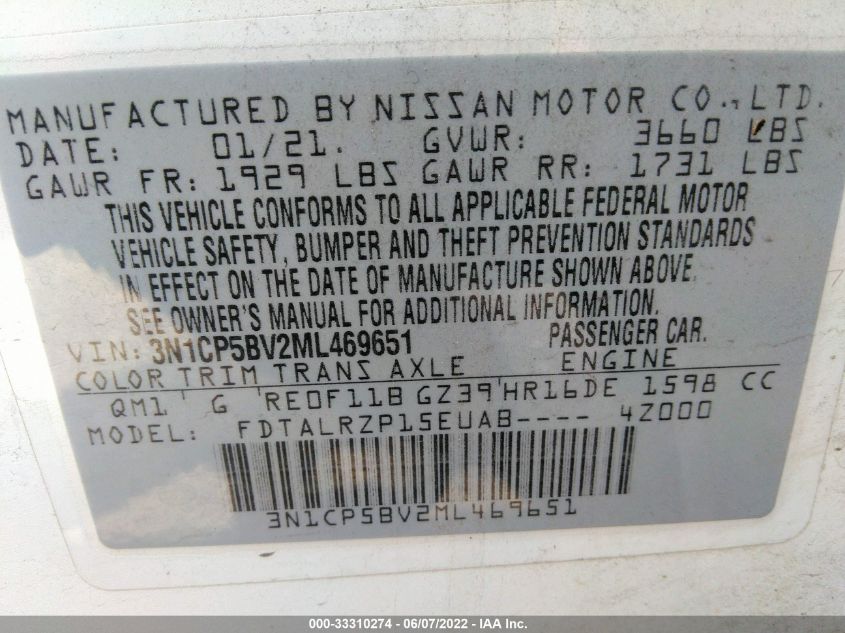 MANUFACTURED BY NISSAN MOTOR CO., LTD.
DATE: 01/21. GVWR: 3660 LBS
GAWR FR: 1929 LBS GAWR RR: 1731 LBS
THIS VEHICLE CONFORMS TO ALL APPLICABLE FEDERAL MOTOR
VEHICLE SAFETY, BUMPER AND THEFT PREVENTION STANDARDS
IN EFFECT ON THE DATE OF MANUFACTURE SHOWN ABOVE.
SEE OWNER'S MANUAL FOR ADDITIONAL INFORMATION.
VIN: 3N1CP5BV2ML469651 PASSENGER CAR.
COLOR TRIM TRANS AXLE ENGINE
QM1 G RE0F11B GZ39 HR16DE 1598 CC
MODEL: FDTALRZP15EUAB---- 4Z000
3N1CP5BV2ML469651
000-33310274 - 06/07/2022 - IAA Inc.